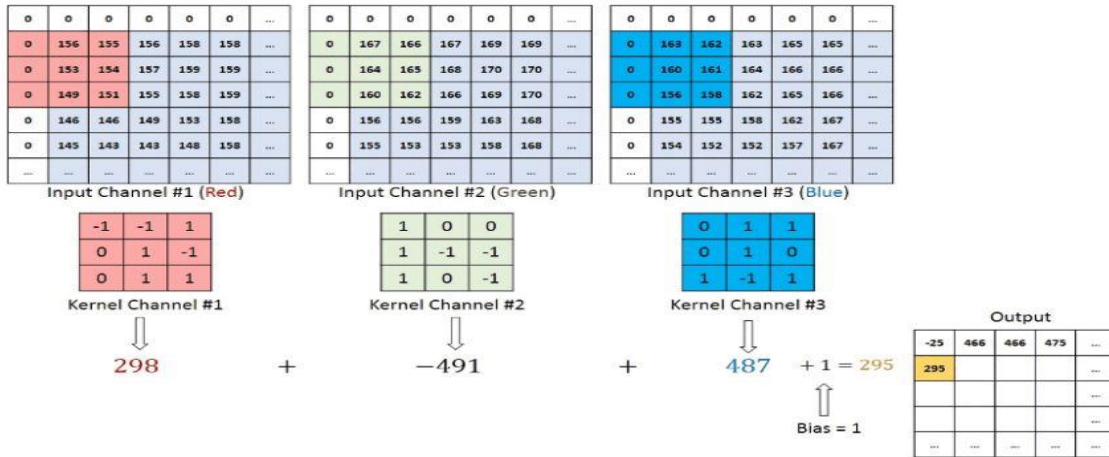 0 0 0 0 0 0 ...
0 156 155 156 158 158 ...
0 153 154 157 159 159 ...
0 149 151 155 158 159 ...
0 146 146 149 153 158 ...
0 145 143 143 148 158 ...
... ... ... ... ... ... ...
Input Channel #1 (Red)
0 0 0 0 0 0 ...
0 167 166 167 169 169 ...
0 164 165 168 170 170 ...
0 160 162 166 169 170 ...
0 156 156 159 163 168 ...
0 155 153 153 158 168 ...
... ... ... ... ... ... ...
Input Channel #2 (Green)
0 0 0 0 0 0 ...
0 163 162 163 165 165 ...
0 160 161 164 166 166 ...
0 156 158 162 165 166 ...
0 155 155 158 162 167 ...
0 154 152 152 157 167 ...
... ... ... ... ... ... ...
Input Channel #3 (Blue)
-1 -1 1
0 1 -1
0 1 1
Kernel Channel #1
1 0 0
1 -1 -1
1 0 -1
Kernel Channel #2
0 1 1
0 1 0
1 -1 1
Kernel Channel #3
298 + −491 + 487 + 1 = 295
Bias = 1
Output
-25 466 466 475 ...
295 ...
...
...
... ... ... ... ...